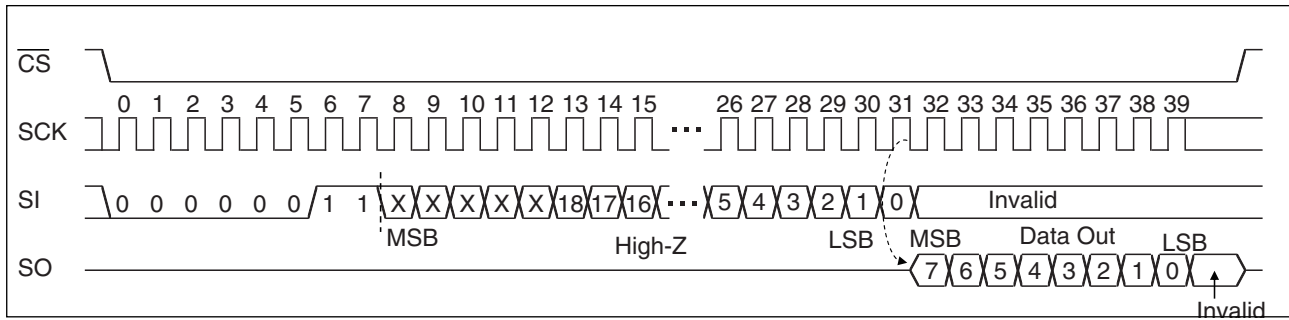 CS
0 1 2 3 4 5 6 7 8 9 10 11 12 13 14 15 26 27 28 29 30 31 32 33 34 35 36 37 38 39
SCK
SI 0 0 0 0 0 0 1 1 X X X X X 18 17 16 5 4 3 2 1 0 Invalid
MSB High-Z LSB MSB Data Out LSB
SO 7 6 5 4 3 2 1 0
Invalid